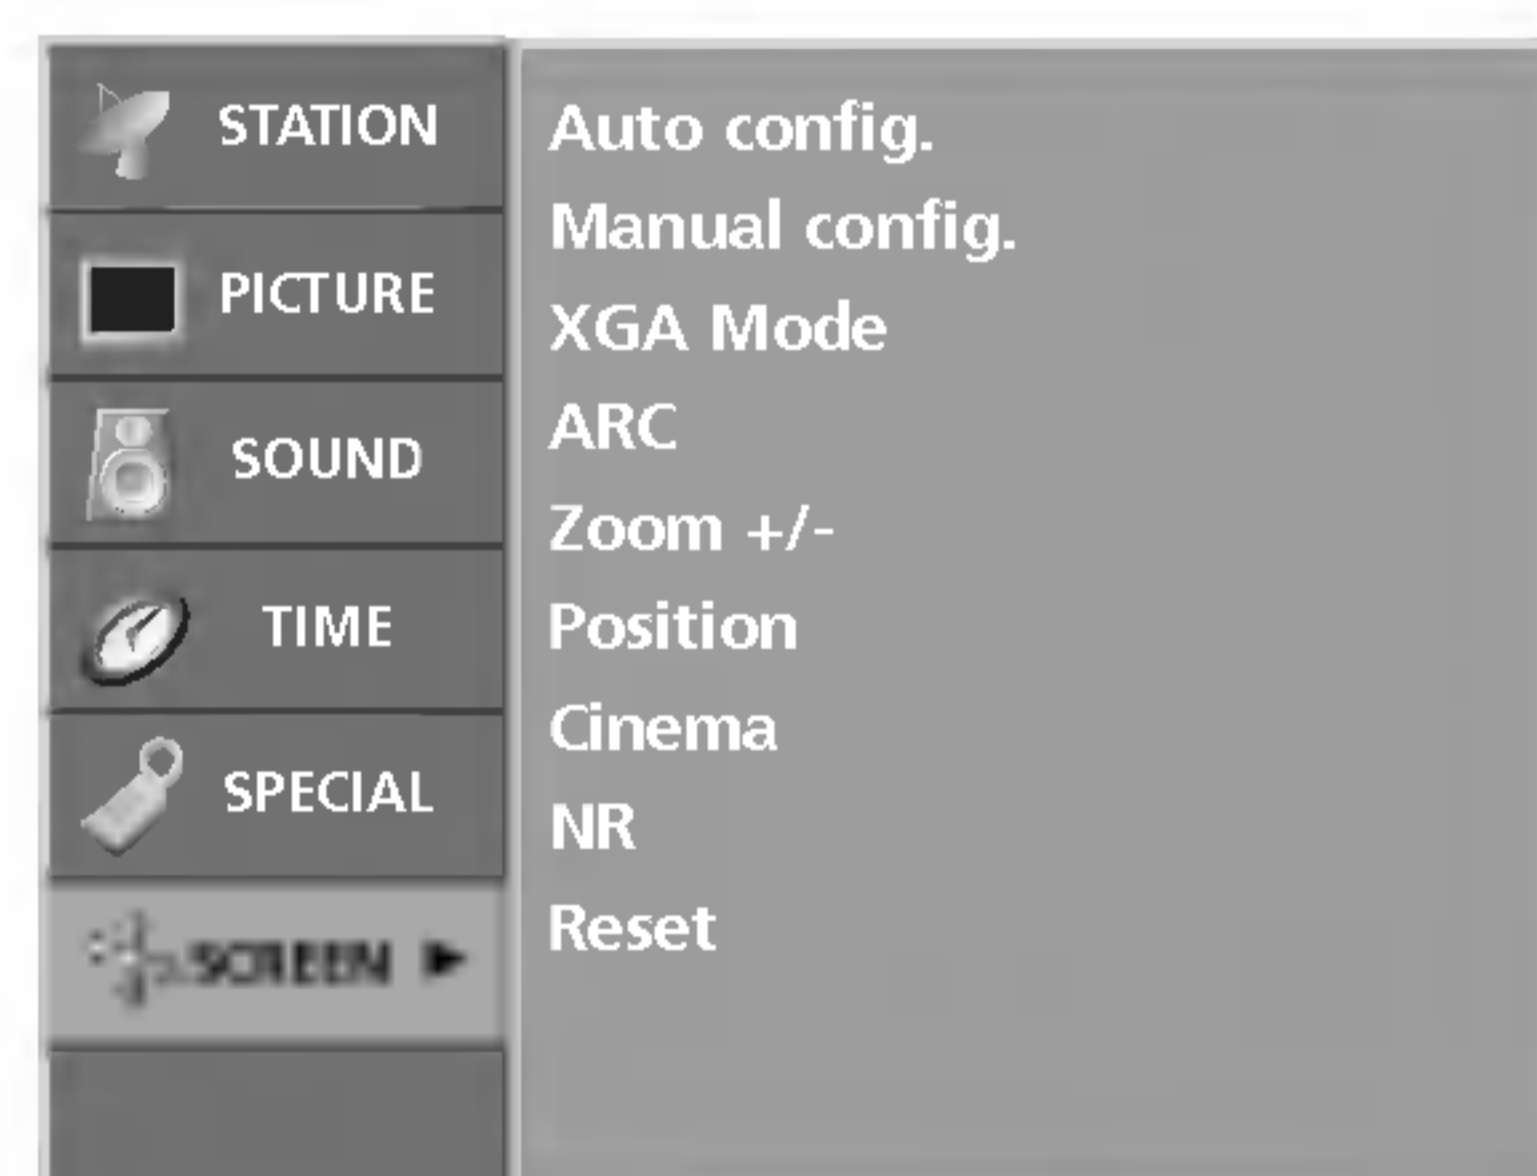 STATION
PICTURE
SOUND
TIME
SPECIAL
SCREEN ►
Auto config.
Manual config.
XGA Mode
ARC
Zoom +/-
Position
Cinema
NR
Reset